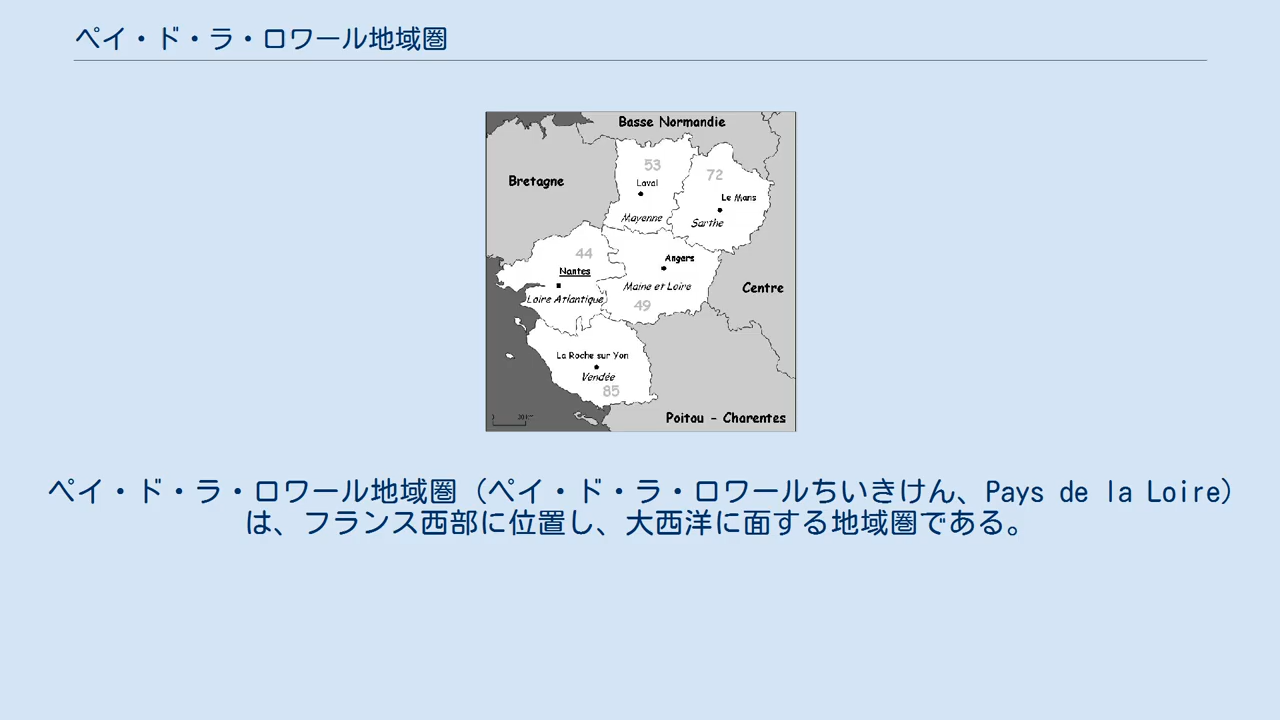 ペイ・ド・ラ・ロワール地域圏
Basse Normandie
53
72
Bretagne
Laval
Le Mans
Mayenne
Sarthe
44
Angers
Nantes
Maine et Loire
Centre
Loire Atlantique
49
La Roche sur Yon
Vendée
85
Poitou - Charentes
ペイ・ド・ラ・ロワール地域圏（ペイ・ド・ラ・ロワールちいきけん、Pays de la Loire）
は、フランス西部に位置し、大西洋に面する地域圏である。